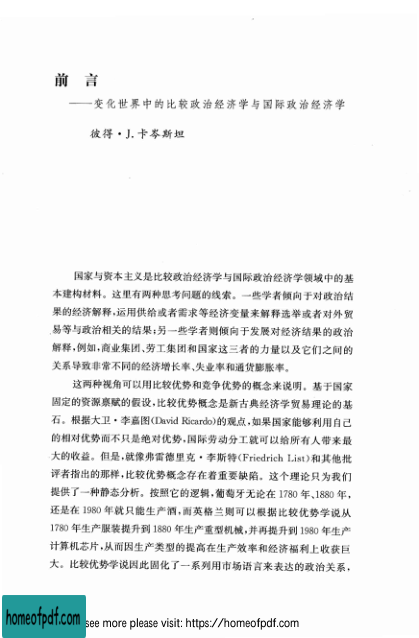 前 言
——变化世界中的比较政治经济学与国际政治经济学
彼得·J.卡岑斯坦
国家与资本主义是比较政治经济学与国际政治经济学领域中的基
本建构材料。这里有两种思考问题的线索。一些学者倾向于对政治结
果的经济解释,运用供给或者需求等经济变量来解释选举或者对外贸
易等与政治相关的结果;另一些学者则倾向于发展对经济结果的政治
解释,例如,商业集团、劳工集团和国家这三者的力量以及它们之间的
关系导致非常不同的经济增长率、失业率和通货膨胀率。
这两种视角可以用比较优势和竞争优势的概念来说明。基于国家
固定的资源禀赋的假设,比较优势概念是新古典经济学贸易理论的基
石。根据大卫·李嘉图(David Ricardo)的观点,如果国家能够利用自己
的相对优势而不只是绝对优势,国际劳动分工就可以给所有人带来最
大的收益。但是,就像弗雷德里克·李斯特(Friedrich List)和其他批
评者指出的那样,比较优势概念存在着重要缺陷。这个理论只为我们
提供了一种静态分析。按照它的逻辑,葡萄牙无论在 1780 年、1880 年,
还是在 1980 年就只能生产酒,而英格兰则可以根据比较优势学说从
1780 年生产服装提升到 1880 年生产重型机械,并再提升到 1980 年生产
计算机芯片,从而因生产类型的提高在生产效率和经济福利上收获巨
大。比较优势学说因此固化了一系列用市场语言来表达的政治关系,
homeofpdf.com
see more please visit: https://homeofpdf.com